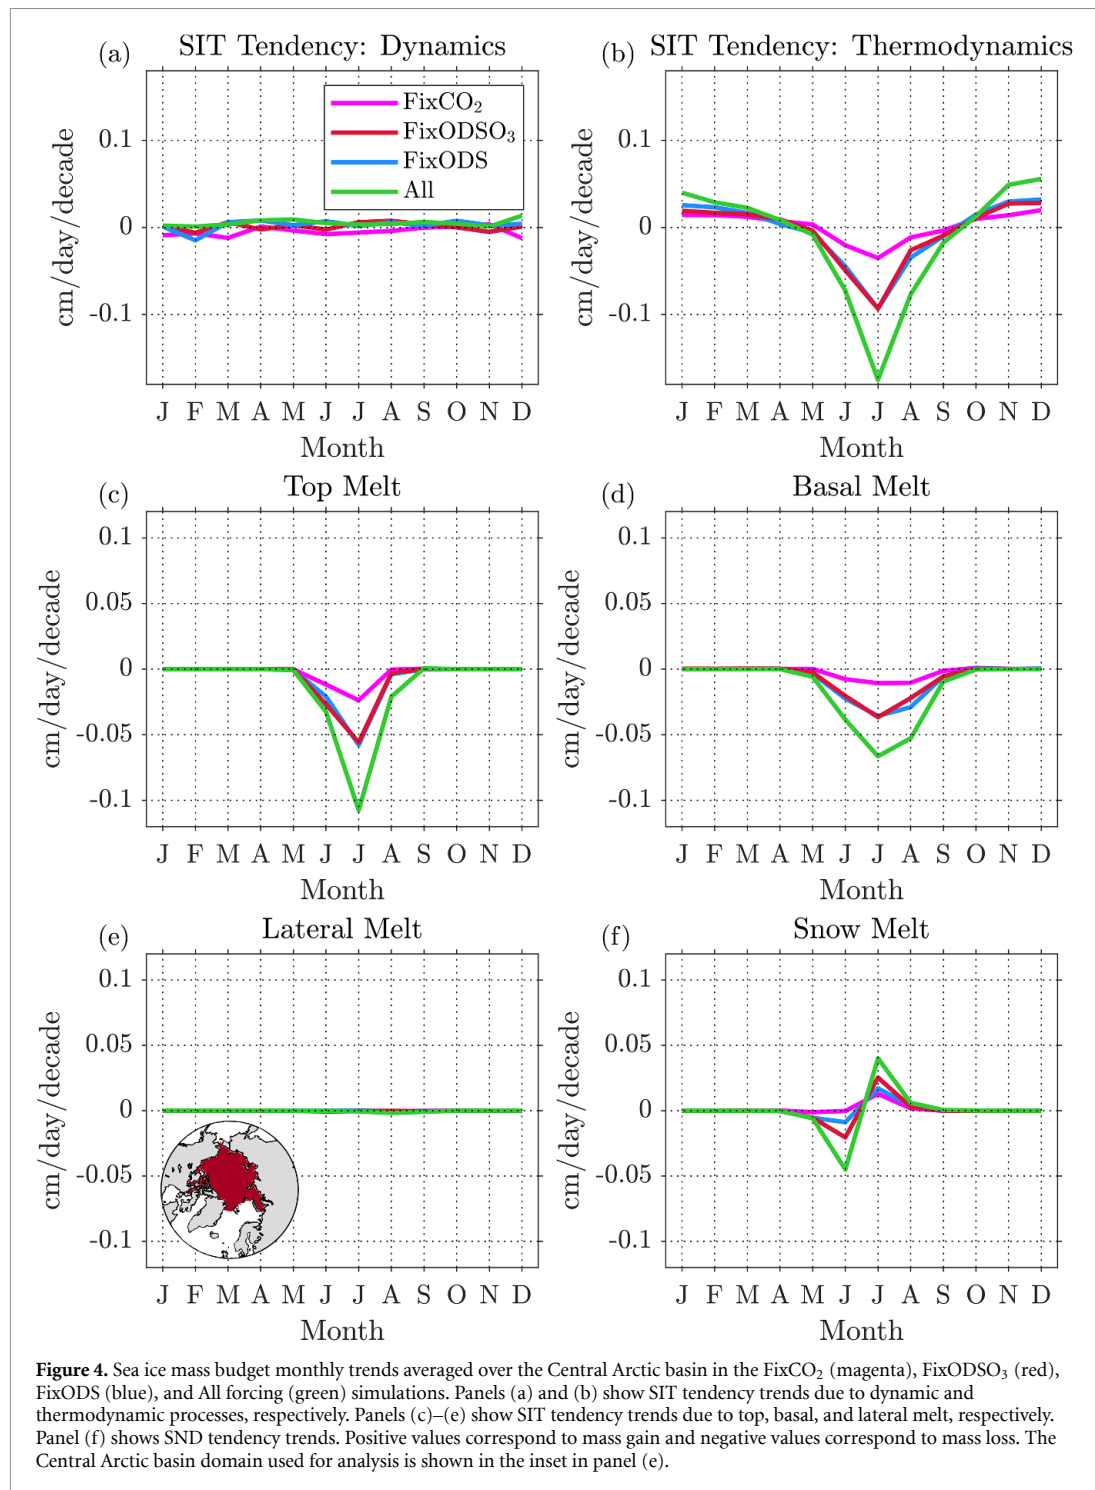 (a) SIT Tendency: Dynamics
cm/day/decade
0.1
0
-0.1
FixCO₂
FixODSO₃
FixODS
All
J F M A M J J A S O N D
Month
(b) SIT Tendency: Thermodynamics
cm/day/decade
0.1
0
-0.1
J F M A M J J A S O N D
Month
(c) Top Melt
cm/day/decade
0.1
0.05
0
-0.05
-0.1
J F M A M J J A S O N D
Month
(d) Basal Melt
cm/day/decade
0.1
0.05
0
-0.05
-0.1
J F M A M J J A S O N D
Month
(e) Lateral Melt
cm/day/decade
0.1
0.05
0
-0.05
-0.1
J F M A M J J A S O N D
Month
(f) Snow Melt
cm/day/decade
0.1
0.05
0
-0.05
-0.1
J F M A M J J A S O N D
Month
Figure 4. Sea ice mass budget monthly trends averaged over the Central Arctic basin in the FixCO₂ (magenta), FixODSO₃ (red),
FixODS (blue), and All forcing (green) simulations. Panels (a) and (b) show SIT tendency trends due to dynamic and
thermodynamic processes, respectively. Panels (c)–(e) show SIT tendency trends due to top, basal, and lateral melt, respectively.
Panel (f) shows SND tendency trends. Positive values correspond to mass gain and negative values correspond to mass loss. The
Central Arctic basin domain used for analysis is shown in the inset in panel (e).